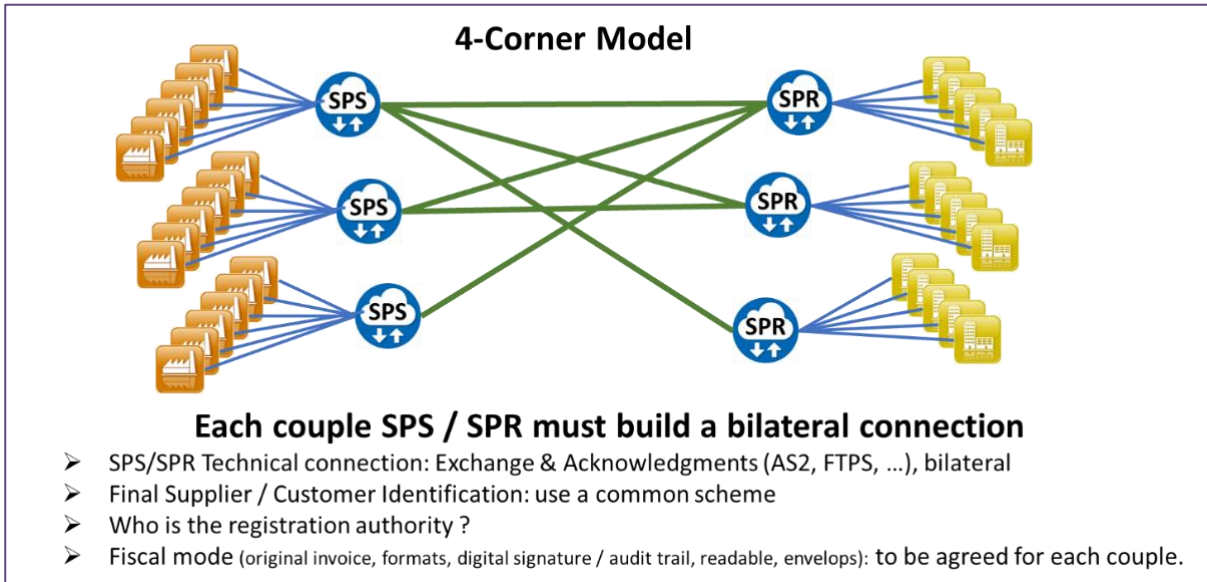 4-Corner Model
SPS
SPR
SPS
SPR
SPS
SPR
Each couple SPS / SPR must build a bilateral connection
➢ SPS/SPR Technical connection: Exchange & Acknowledgments (AS2, FTPS, ...), bilateral
➢ Final Supplier / Customer Identification: use a common scheme
➢ Who is the registration authority ?
➢ Fiscal mode (original invoice, formats, digital signature / audit trail, readable, envelops): to be agreed for each couple.